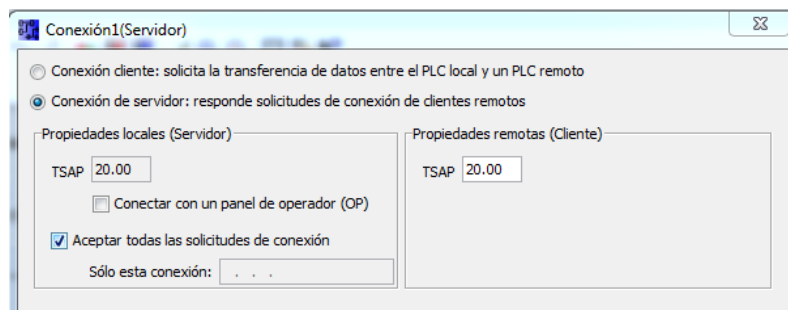 Conexión1(Servidor)
Conexión cliente: solicita la transferencia de datos entre el PLC local y un PLC remoto
Conexión de servidor: responde solicitudes de conexión de clientes remotos
Propiedades locales (Servidor)
TSAP 20.00
Conectar con un panel de operador (OP)
Aceptar todas las solicitudes de conexión
Sólo esta conexión: . . .
Propiedades remotas (Cliente)
TSAP 20.00